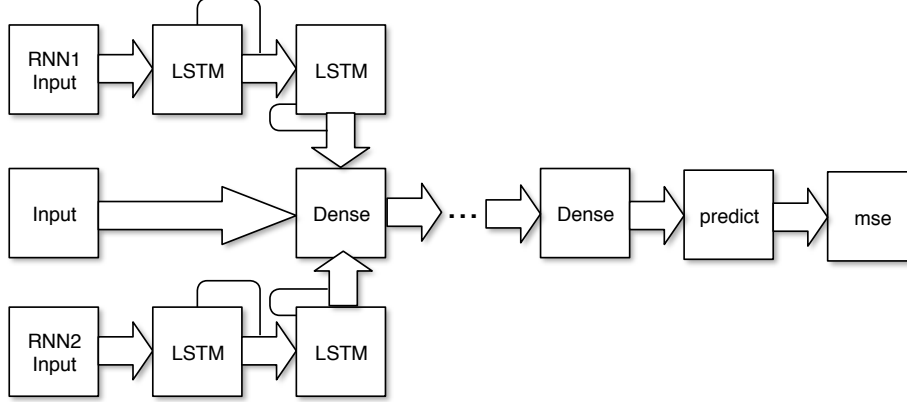 RNN1
Input
LSTM
LSTM
Input
Dense
...
Dense
predict
mse
RNN2
Input
LSTM
LSTM